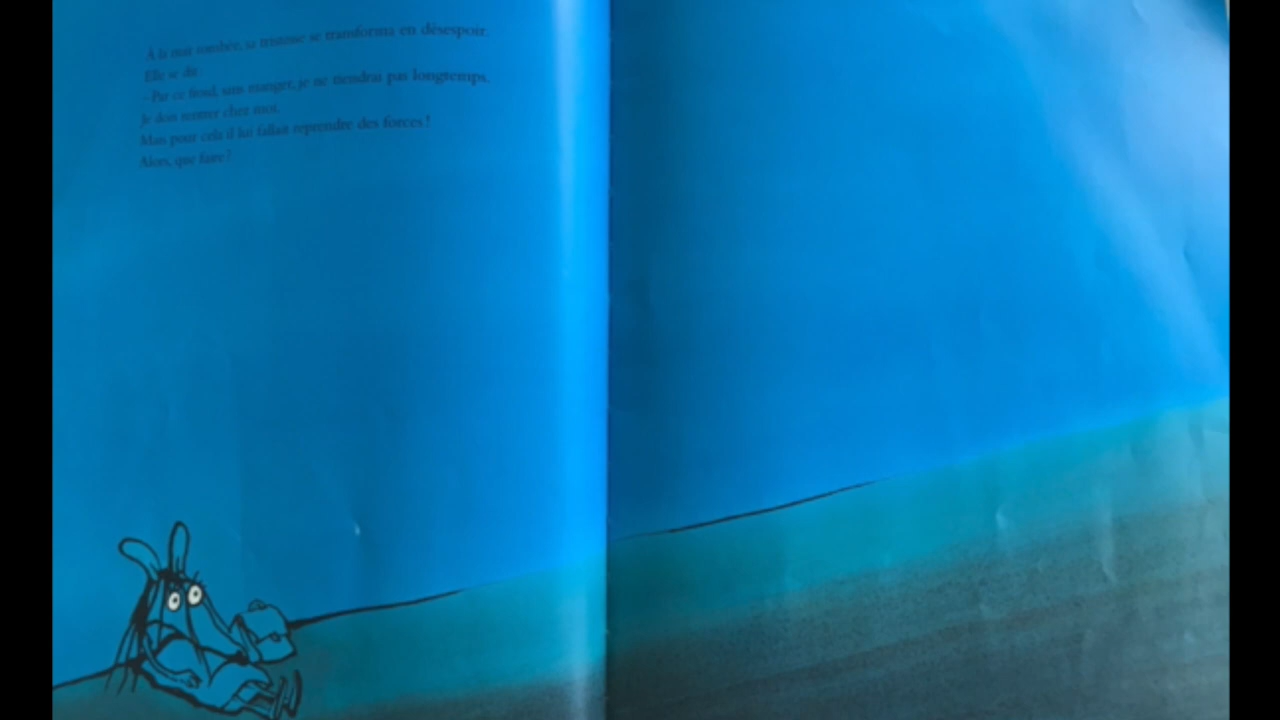 À la nuit tombée, sa tristesse se transforma en désespoir.
Elle se dit :
– Par ce froid, sans manger, je ne tiendrai pas longtemps.
Je dois rentrer chez moi.
Mais pour cela il lui fallait reprendre des forces !
Alors, que faire ?